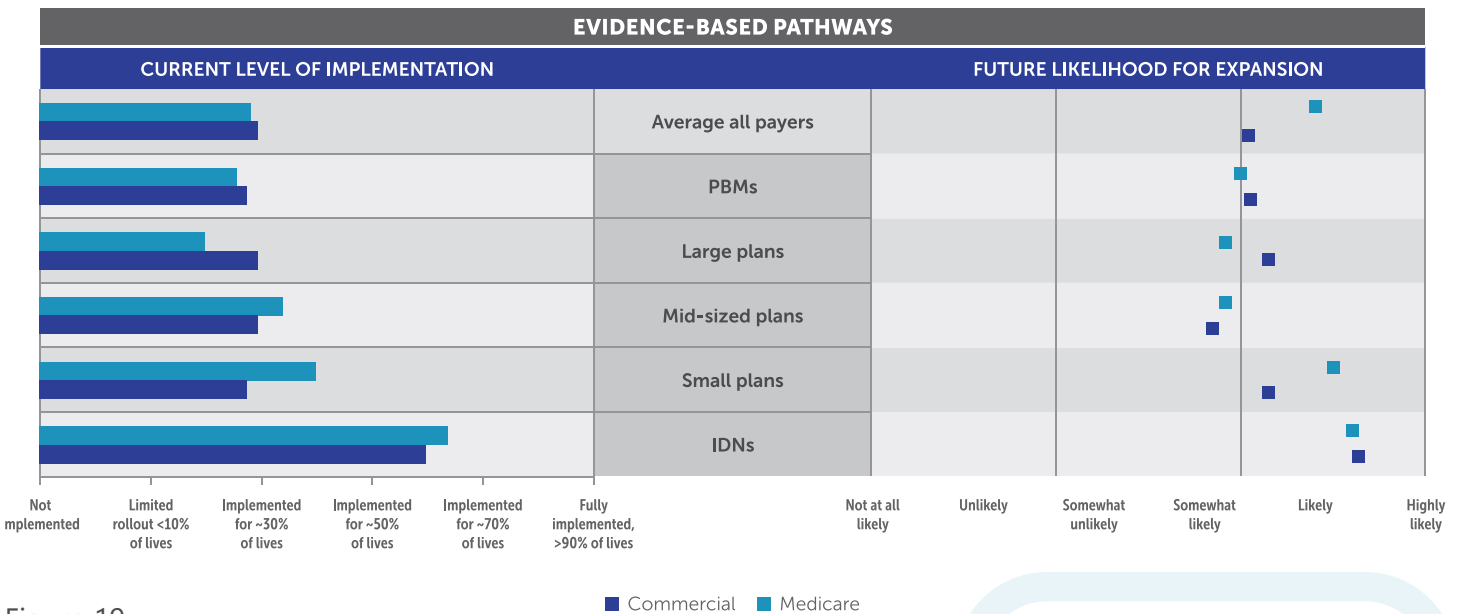 EVIDENCE-BASED PATHWAYS
CURRENT LEVEL OF IMPLEMENTATION
FUTURE LIKELIHOOD FOR EXPANSION
Average all payers
PBMs
Large plans
Mid-sized plans
Small plans
IDNs
Not
mplemented
Limited
rollout <10%
of lives
Implemented
for ~30%
of lives
Implemented
for ~50%
of lives
Implemented
for ~70%
of lives
Fully
implemented,
>90% of lives
Not at all
likely
Unlikely
Somewhat
unlikely
Somewhat
likely
Likely
Highly
likely
Commercial
Medicare